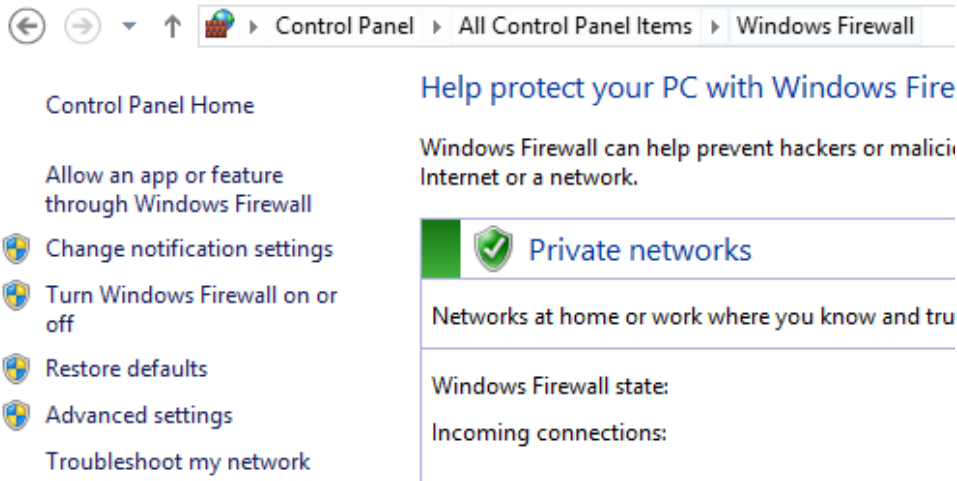 Control Panel All Control Panel Items Windows Firewall
Control Panel Home
Allow an app or feature
through Windows Firewall
Change notification settings
Turn Windows Firewall on or
off
Restore defaults
Advanced settings
Troubleshoot my network
Help protect your PC with Windows
Windows Firewall can help prevent hackers or
Internet or a network.
Private networks
Networks at home or work where you know and
Windows Firewall state:
Incoming connections: